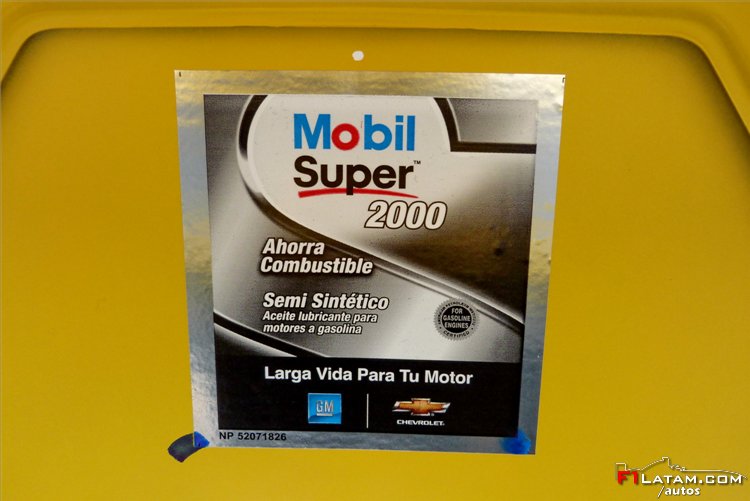 Mobil
Super™
2000
Ahorra
Combustible
Semi Sintético
Aceite lubricante para
motores a gasolina
FOR
GASOLINE
ENGINES
CERTIFIED
Larga Vida Para Tu Motor
GM
CHEVROLET
NP 52071826
F1LATAM.COM
/autos